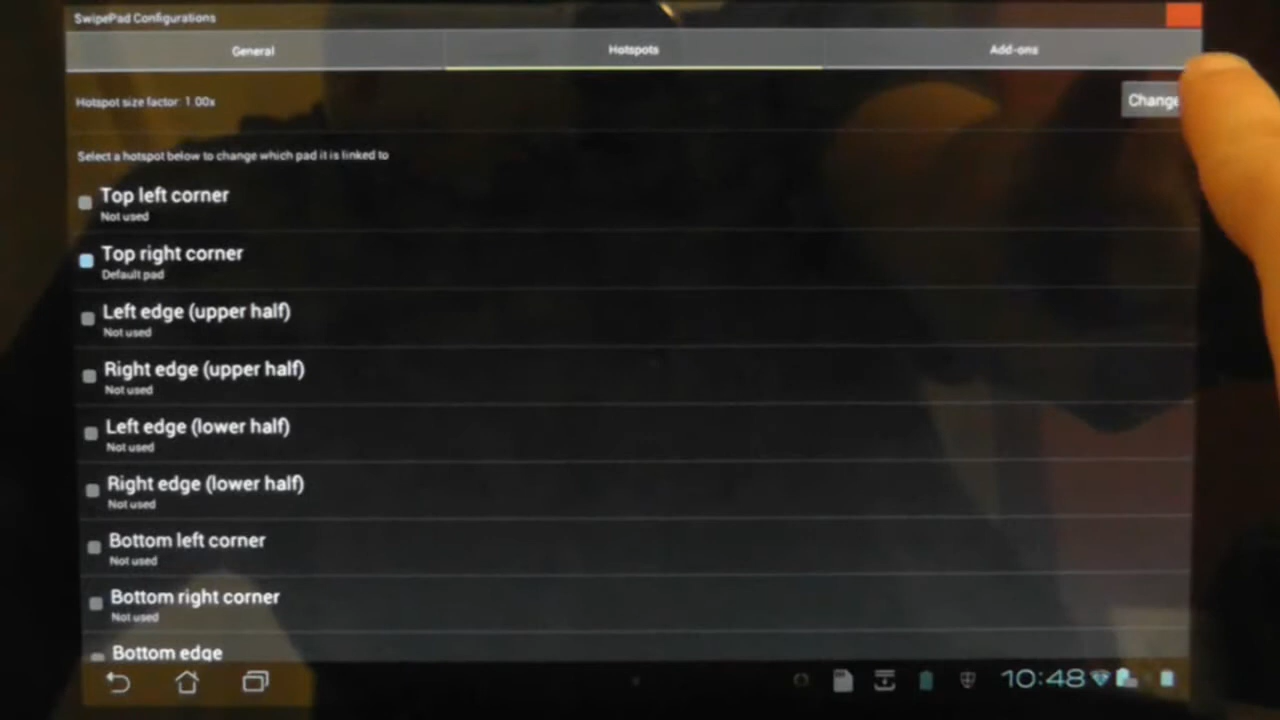 SwipePad Configurations
General
Hotspots
Add-ons
Hotspot size factor: 1.00x
Change
Select a hotspot below to change which pad it is linked to
Top left corner
Not used
Top right corner
Default pad
Left edge (upper half)
Not used
Right edge (upper half)
Not used
Left edge (lower half)
Not used
Right edge (lower half)
Not used
Bottom left corner
Not used
Bottom right corner
Not used
Bottom edge
10:48